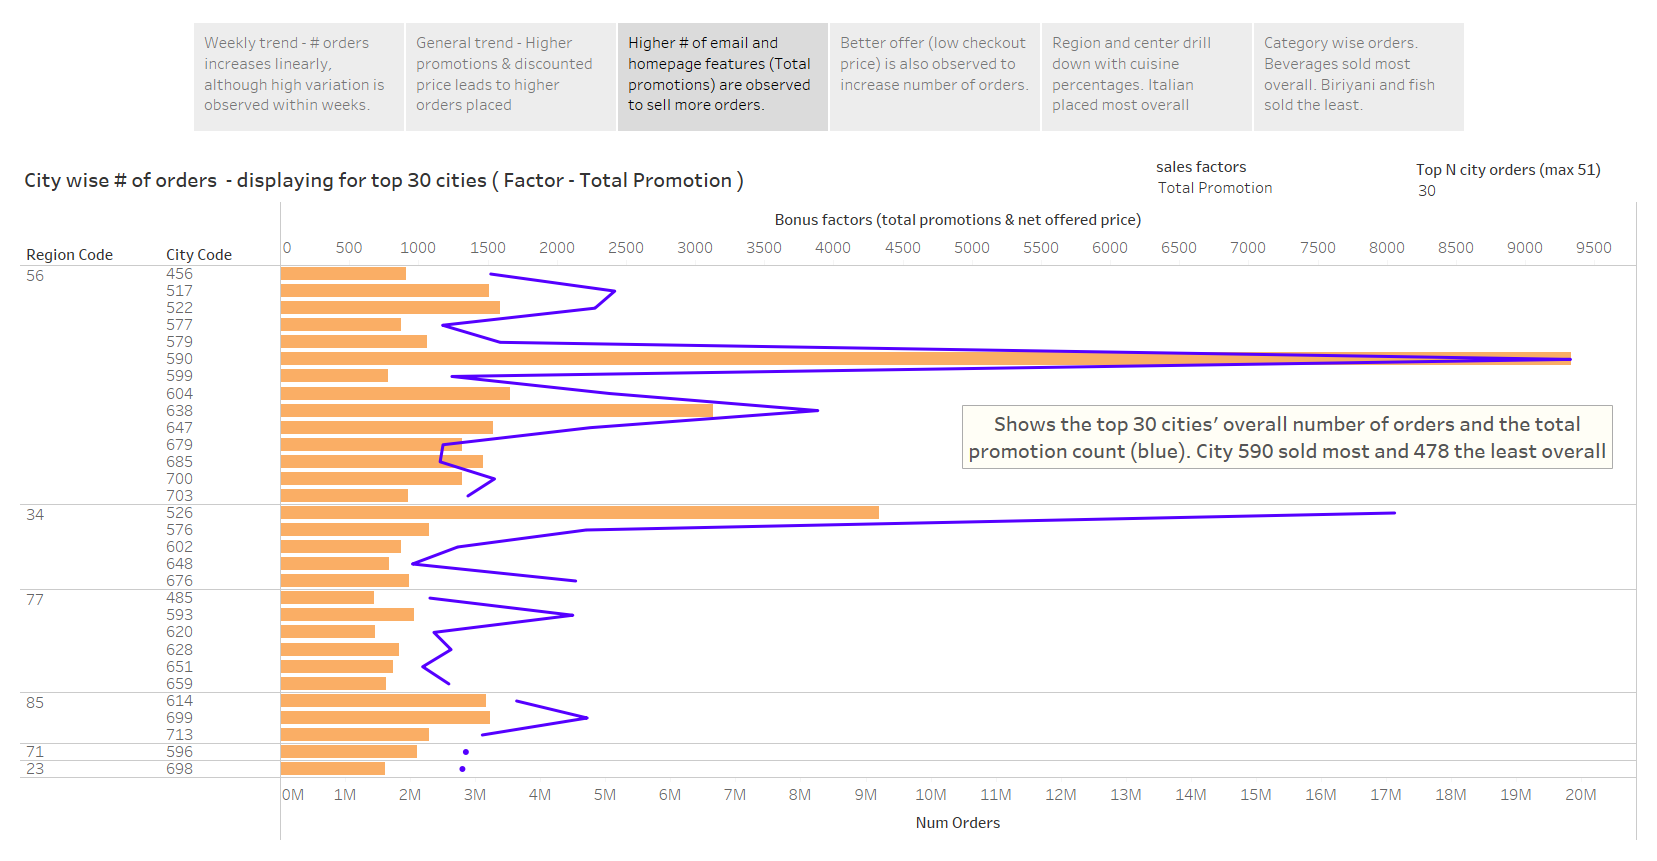 Weekly trend - # orders
increases linearly,
although high variation is
observed within weeks.
General trend - Higher
promotions & discounted
price leads to higher
orders placed
Higher # of email and
homepage features (Total
promotions) are observed
to sell more orders.
Better offer (low checkout
price) is also observed to
increase number of orders.
Region and center drill
down with cuisine
percentages. Italian
placed most overall
Category wise orders.
Beverages sold most
overall. Biriyani and fish
sold the least.
City wise # of orders - displaying for top 30 cities ( Factor - Total Promotion )
sales factors
Total Promotion
Top N city orders (max 51)
30
Bonus factors (total promotions & net offered price)
0 500 1000 1500 2000 2500 3000 3500 4000 4500 5000 5500 6000 6500 7000 7500 8000 8500 9000 9500
Region Code City Code
56 456
517
522
577
579
590
599
604
638
647
679
685
700
703
34 526
576
602
648
676
77 485
593
620
628
651
659
85 614
699
713
71 596
23 698
Shows the top 30 cities’ overall number of orders and the total
promotion count (blue). City 590 sold most and 478 the least overall
0M 1M 2M 3M 4M 5M 6M 7M 8M 9M 10M 11M 12M 13M 14M 15M 16M 17M 18M 19M 20M
Num Orders